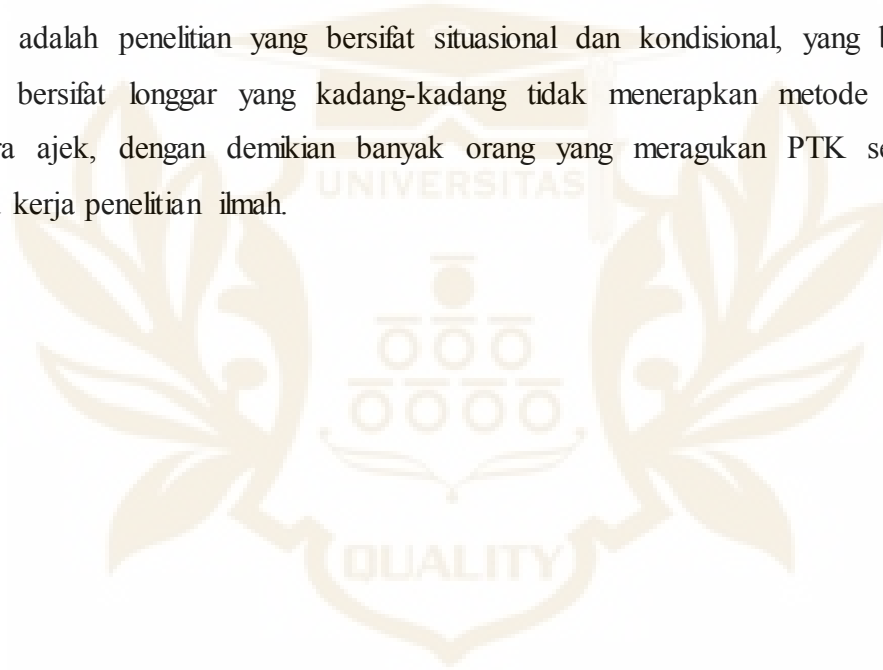 adalah penelitian yang bersifat situasional dan kondisional, yang
bersifat longgar yang kadang-kadang tidak menerapkan metode
ajek, dengan demikian banyak orang yang meragukan PTK
kerja penelitian ilmah.
UNIVERSITAS
QUALITY